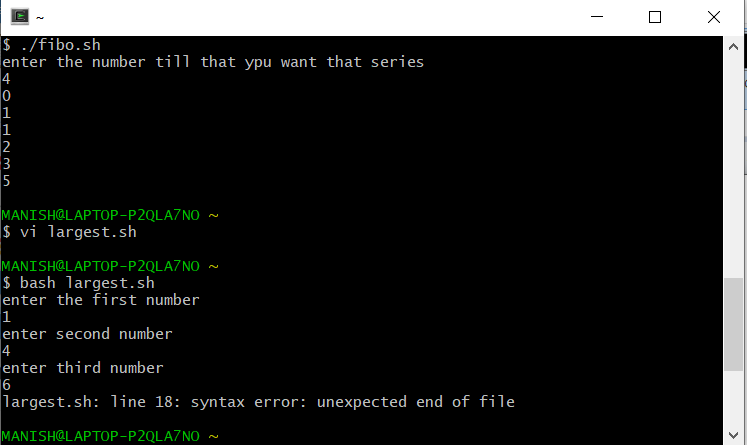 ~
$ ./fibo.sh
enter the number till that ypu want that series
4
0
1
1
2
3
5
MANISH@LAPTOP-P2QLA7NO ~
$ vi largest.sh
MANISH@LAPTOP-P2QLA7NO ~
$ bash largest.sh
enter the first number
1
enter second number
4
enter third number
6
largest.sh: line 18: syntax error: unexpected end of file
MANISH@LAPTOP-P2QLA7NO ~